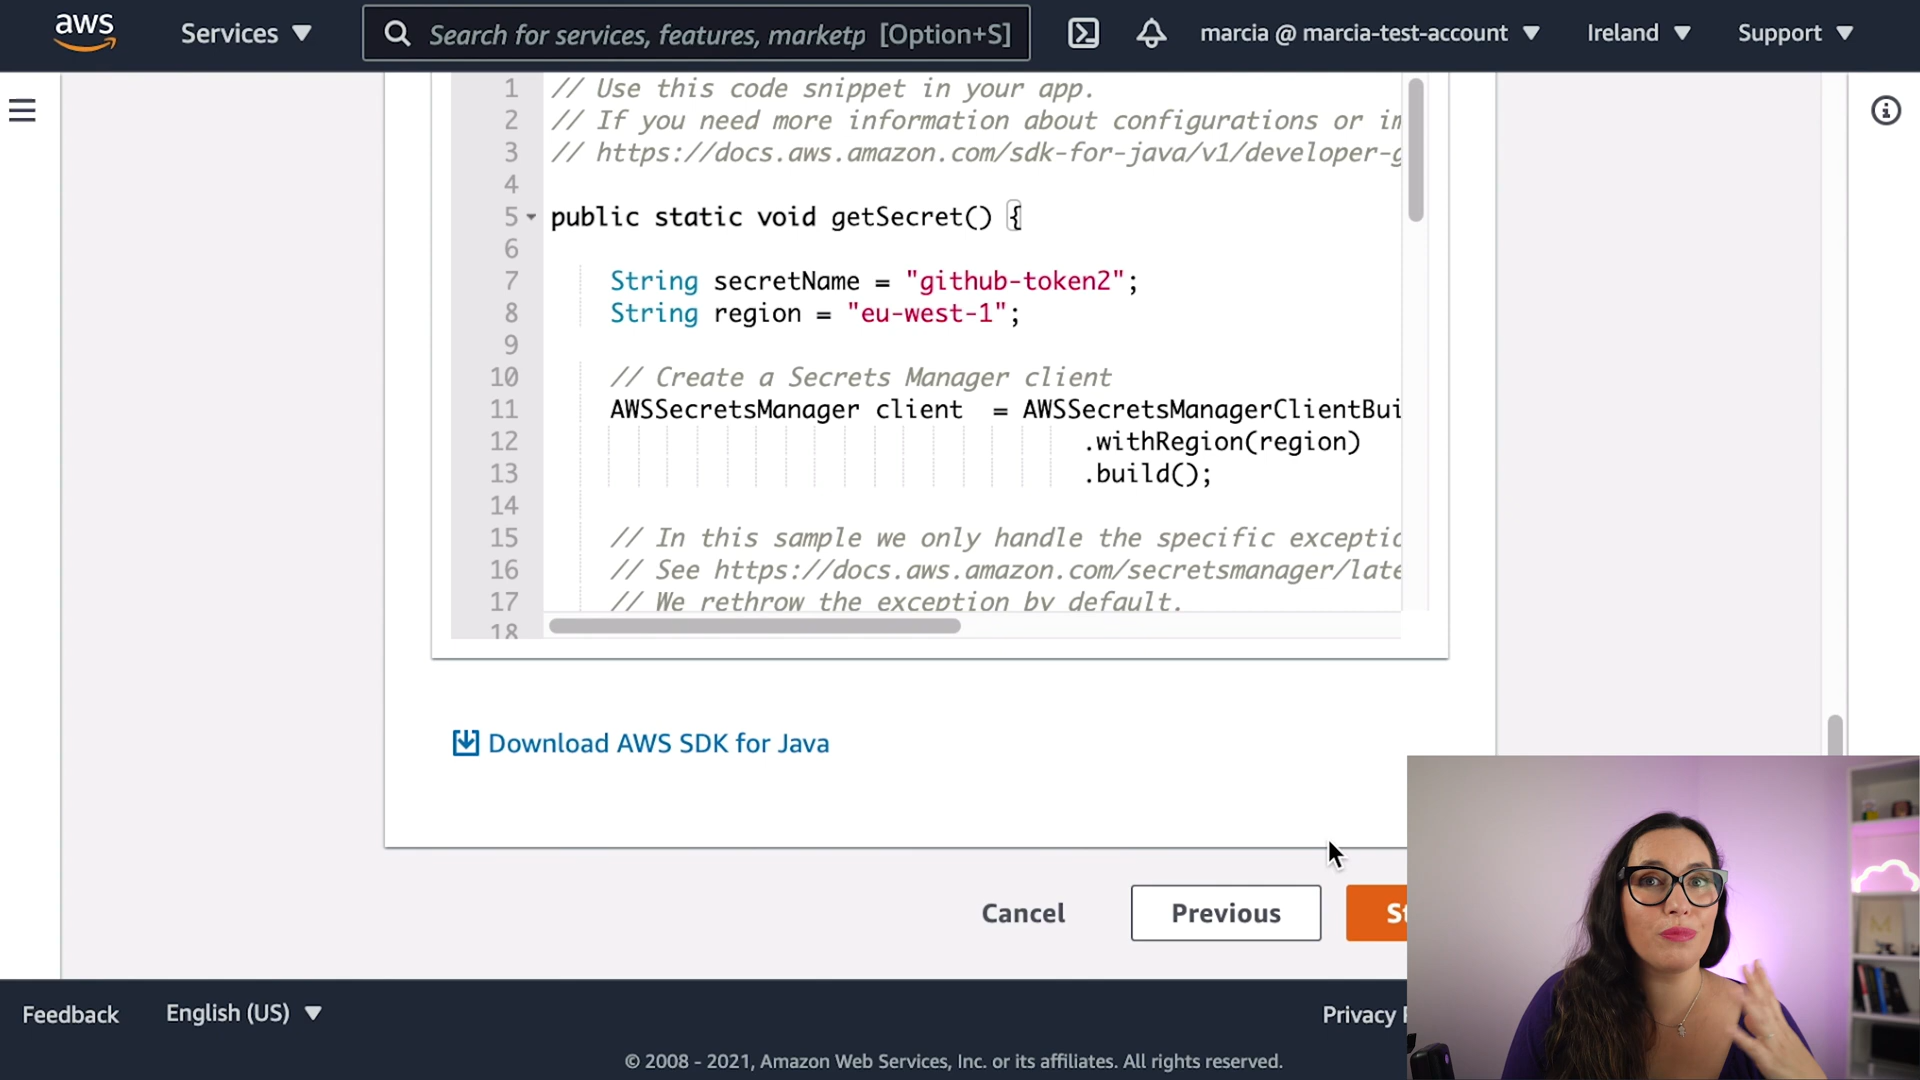 aws
Services
Search for services, features, marketp [Option+S]
marcia @ marcia-test-account
Ireland
Support
1 // Use this code snippet in your app.
2 // If you need more information about configurations or im
3 // https://docs.aws.amazon.com/sdk-for-java/v1/developer-g
4
5 public static void getSecret() {
6
7 String secretName = "github-token2";
8 String region = "eu-west-1";
9
10 // Create a Secrets Manager client
11 AWSSecretsManager client  = AWSSecretsManagerClientBui
12 .withRegion(region)
13 .build();
14
15 // In this sample we only handle the specific exceptio
16 // See https://docs.aws.amazon.com/secretsmanager/late
17 // We rethrow the exception by default.
18
Download AWS SDK for Java
Cancel
Previous
St
Feedback
English (US)
Privacy
© 2008 - 2021, Amazon Web Services, Inc. or its affiliates. All rights reserved.